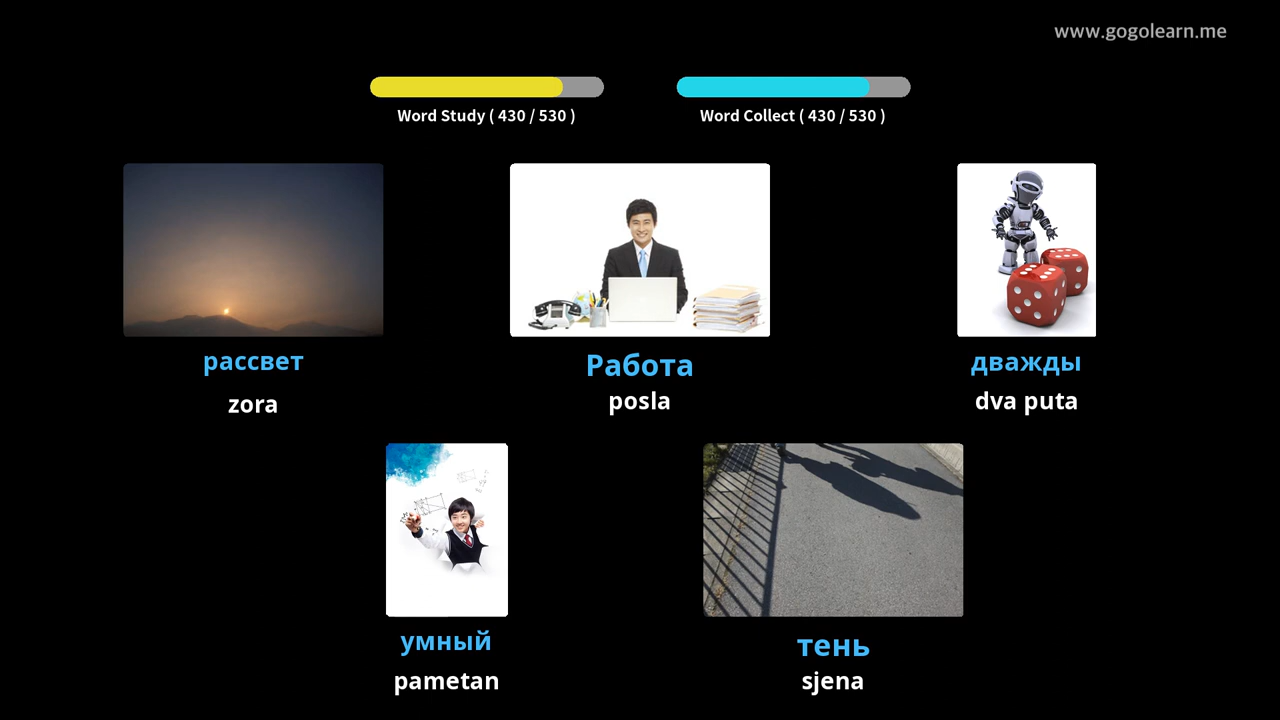 www.gogolearn.me
Word Study ( 430 / 530 )
Word Collect ( 430 / 530 )
рассвет
zora
Работа
posla
дважды
dva puta
умный
pametan
тень
sjena